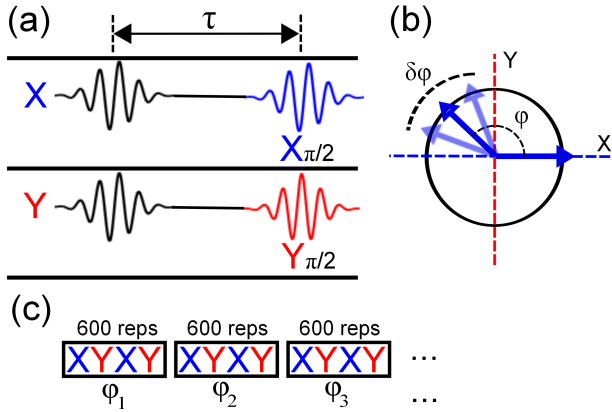 (a)
τ
X
Xπ/2
Y
Yπ/2
(b)
Y
δφ
φ
X
(c)
600 reps 600 reps 600 reps
XYXY XYXY XYXY ...
φ1 φ2 φ3 ...